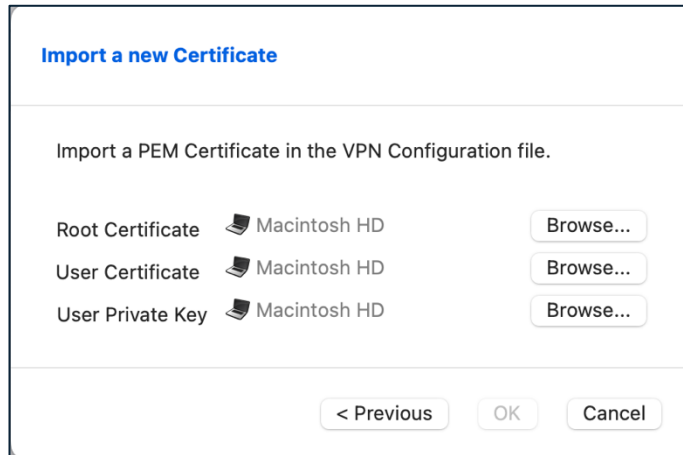 Import a new Certificate
Import a PEM Certificate in the VPN Configuration file.
Root Certificate Macintosh HD Browse...
User Certificate Macintosh HD Browse...
User Private Key Macintosh HD Browse...
< Previous OK Cancel